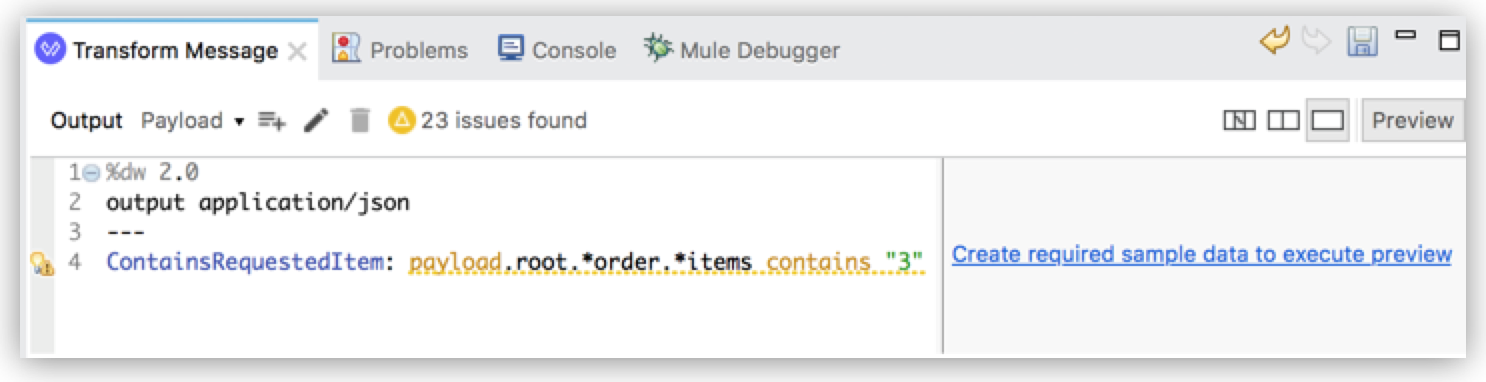 Transform Message Problems Console Mule Debugger
Output Payload 23 issues found Preview
1 %dw 2.0
2 output application/json
3 ---
4 ContainsRequestedItem: payload.root.*order.*items contains "3"
Create required sample data to execute preview